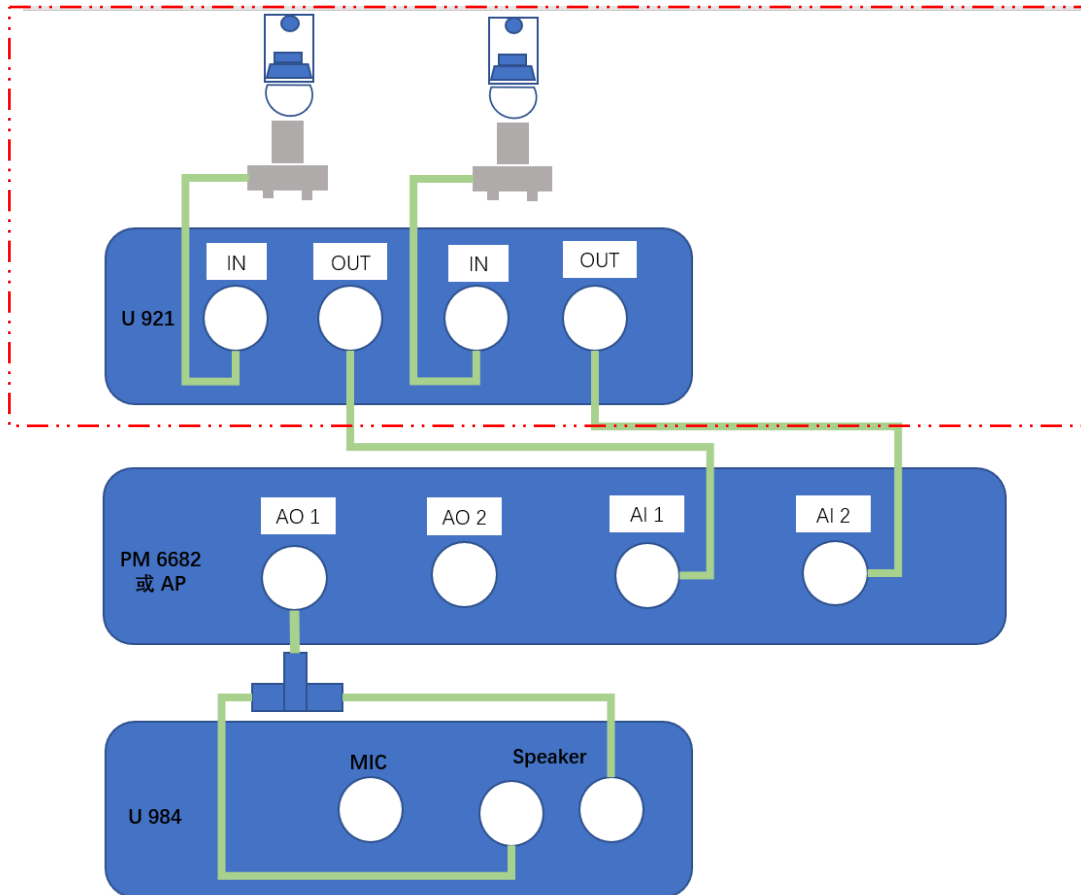 IN
OUT
IN
OUT
U 921
AO 1
AO 2
AI 1
AI 2
PM 6682
或 AP
MIC
Speaker
U 984